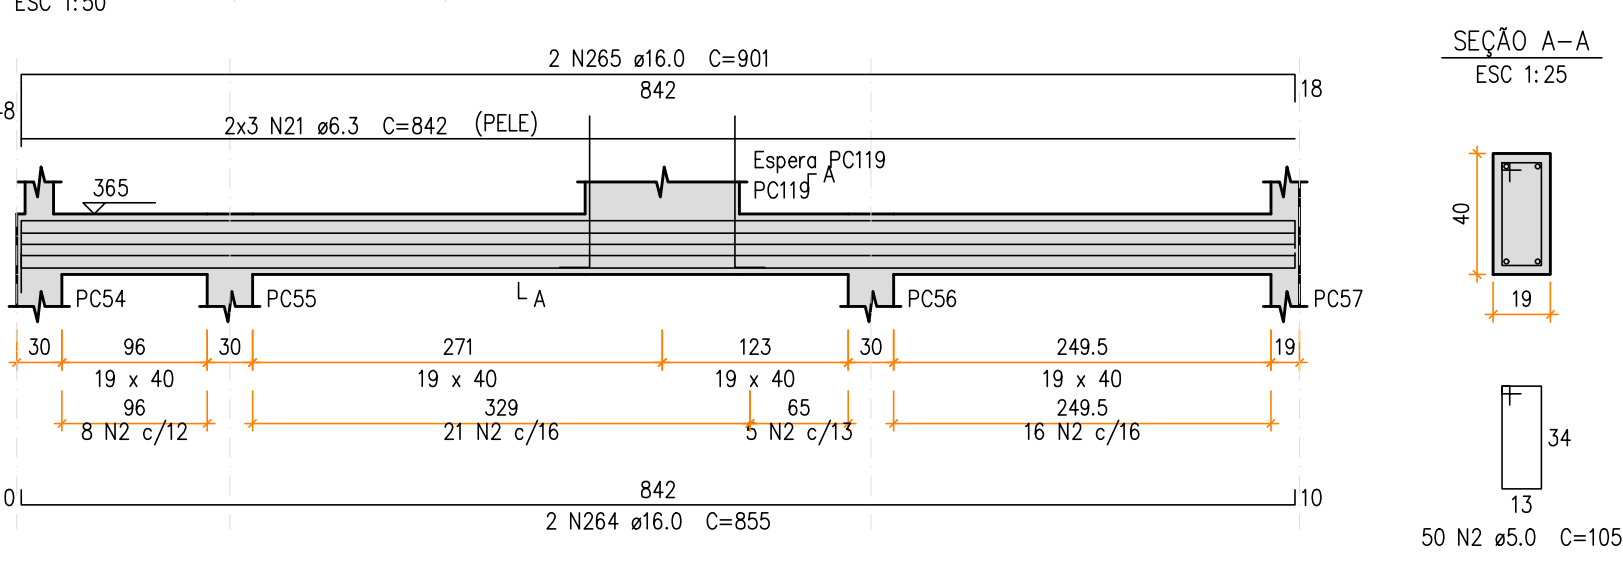 ESC 1:50
2 N265 ø16.0 C=901
842
18
2x3 N21 ø6.3 C=842 (PELE)
Espera PC119
PC119
A
365
PC54
PC55
A
PC56
PC57
30 96 30 271 123 30 249.5 19
19 x 40 19 x 40 19 x 40 19 x 40
96 329 65 249.5
8 N2 c/12 21 N2 c/16 5 N2 c/13 16 N2 c/16
842
10
2 N264 ø16.0 C=855
SEÇÃO A-A
ESC 1:25
40
19
34
13
50 N2 ø5.0 C=105